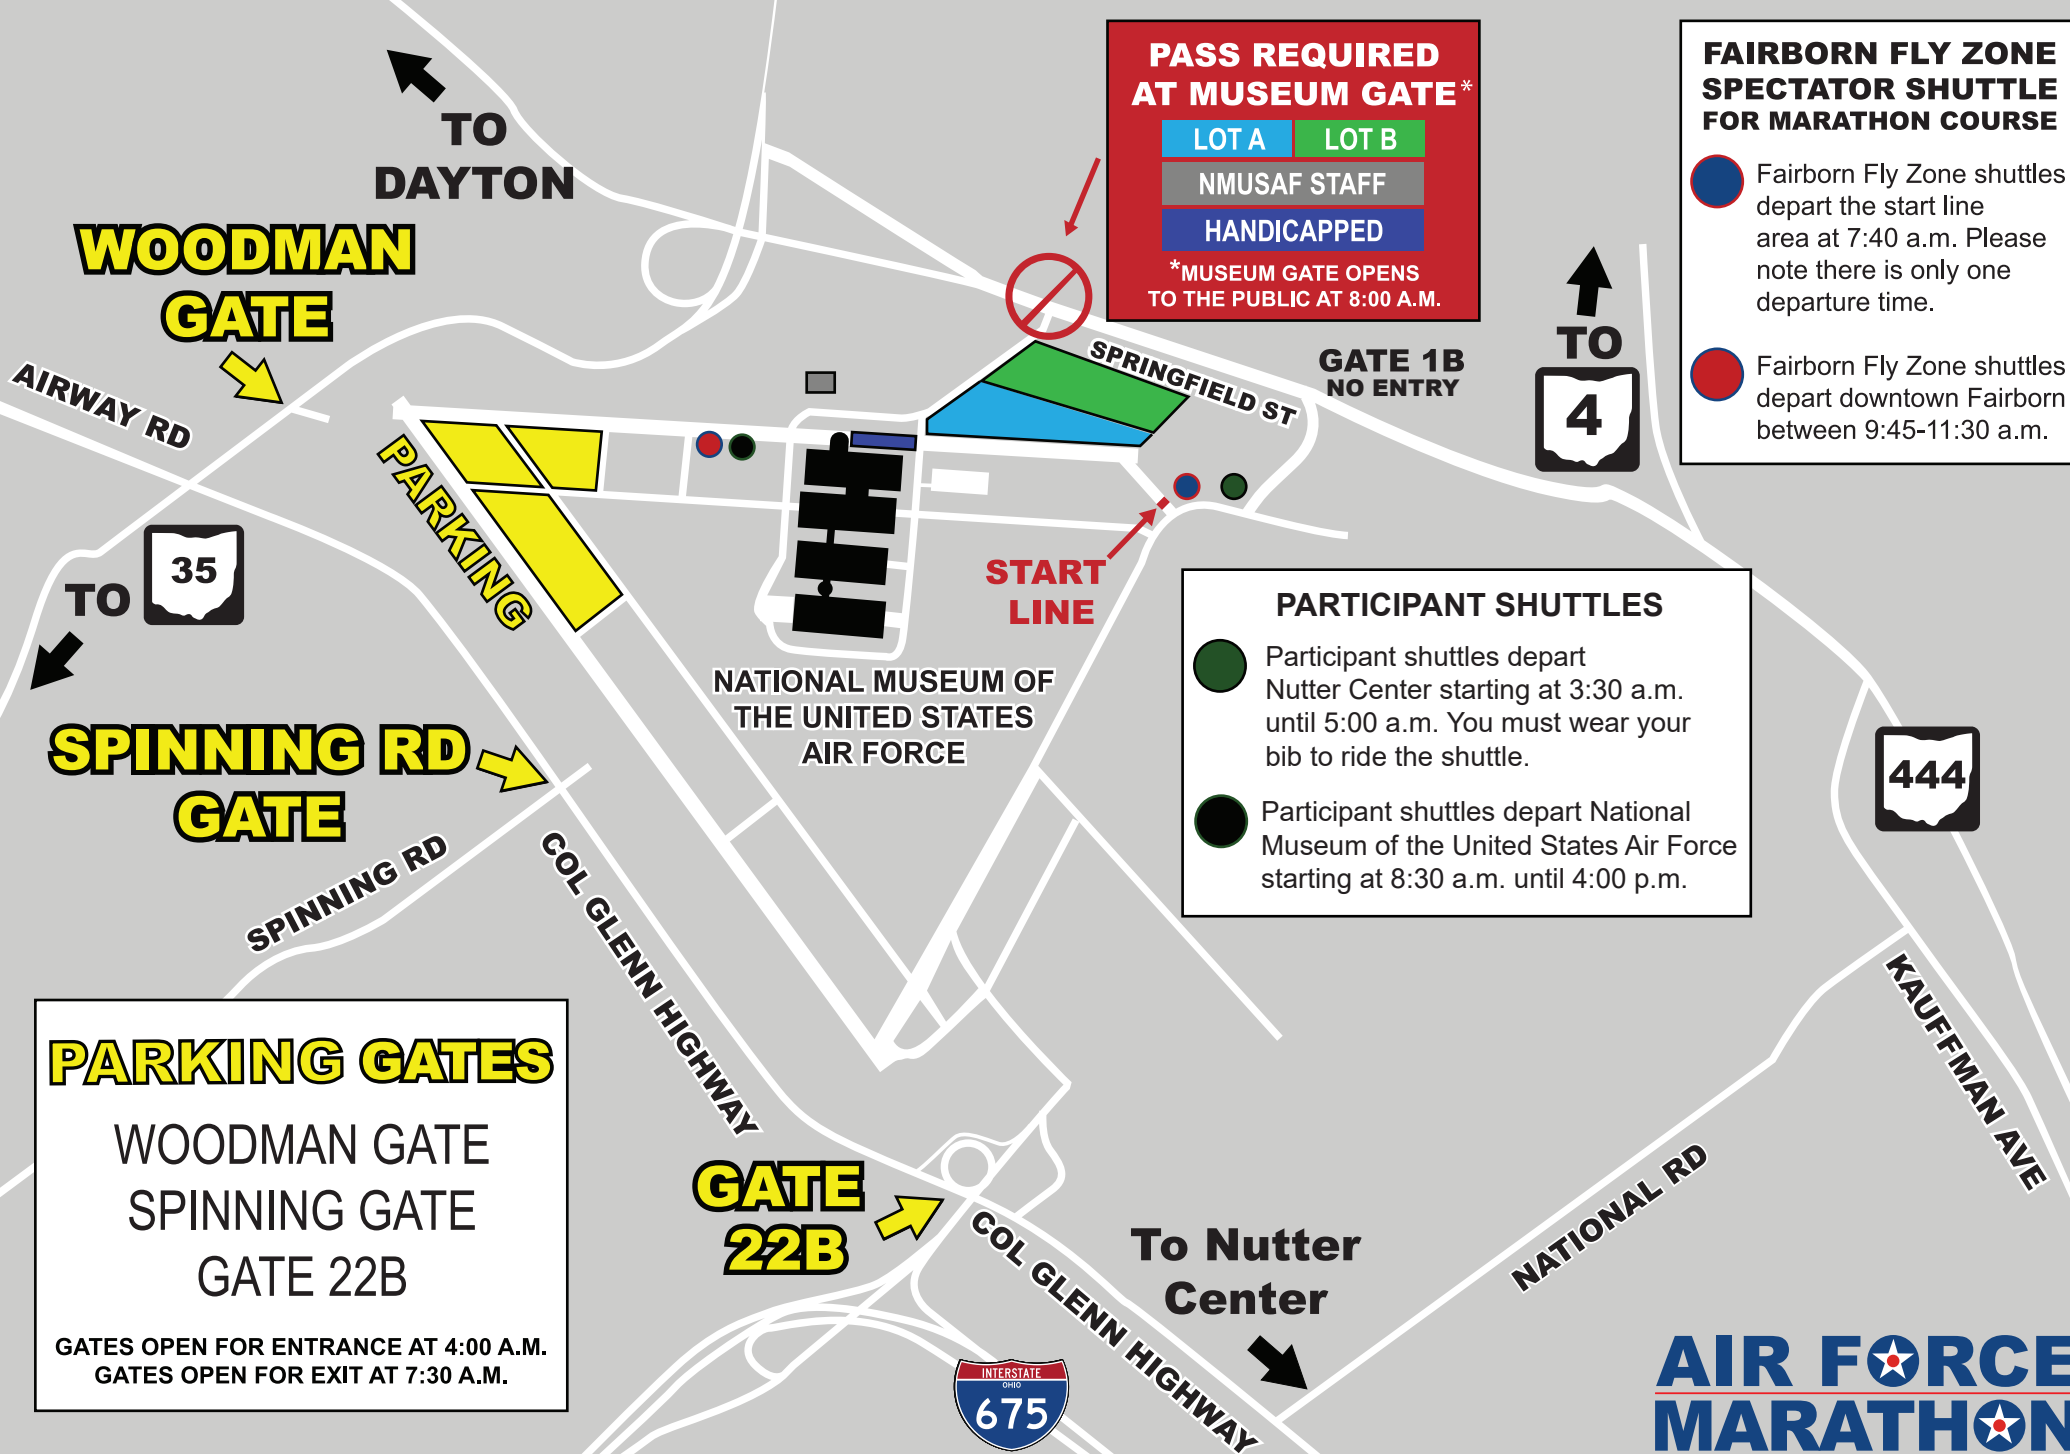 PASS REQUIRED
AT MUSEUM GATE*
LOT A
LOT B
NMUSAF STAFF
HANDICAPPED
*MUSEUM GATE OPENS
TO THE PUBLIC AT 8:00 A.M.
FAIRBORN FLY ZONE
SPECTATOR SHUTTLE
FOR MARATHON COURSE
Fairborn Fly Zone shuttles
depart the start line
area at 7:40 a.m. Please
note there is only one
departure time.
Fairborn Fly Zone shuttles
depart downtown Fairborn
between 9:45-11:30 a.m.
TO
DAYTON
WOODMAN
GATE
AIRWAY RD
PARKING
SPRINGFIELD ST
GATE 1B
NO ENTRY
TO
4
TO
35
START
LINE
NATIONAL MUSEUM OF
THE UNITED STATES
AIR FORCE
PARTICIPANT SHUTTLES
Participant shuttles depart
Nutter Center starting at 3:30 a.m.
until 5:00 a.m. You must wear your
bib to ride the shuttle.
Participant shuttles depart National
Museum of the United States Air Force
starting at 8:30 a.m. until 4:00 p.m.
444
SPINNING RD
GATE
SPINNING RD
COL GLENN HIGHWAY
KAUFFMAN AVE
NATIONAL RD
PARKING GATES
WOODMAN GATE
SPINNING GATE
GATE 22B
GATES OPEN FOR ENTRANCE AT 4:00 A.M.
GATES OPEN FOR EXIT AT 7:30 A.M.
GATE
22B
COL GLENN HIGHWAY
To Nutter
Center
INTERSTATE
OHIO
675
AIR FORCE
MARATHON